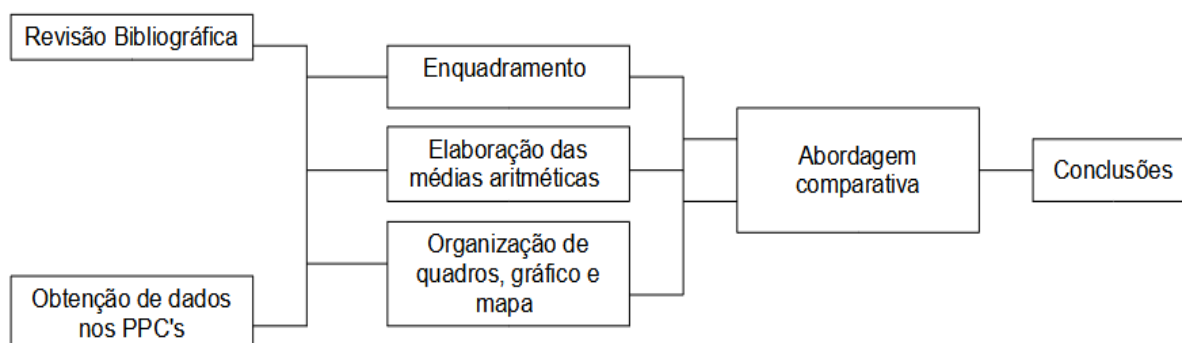 Revisão Bibliográfica
Obtenção de dados
nos PPC's
Enquadramento
Elaboração das
médias aritméticas
Organização de
quadros, gráfico e
mapa
Abordagem
comparativa
Conclusões